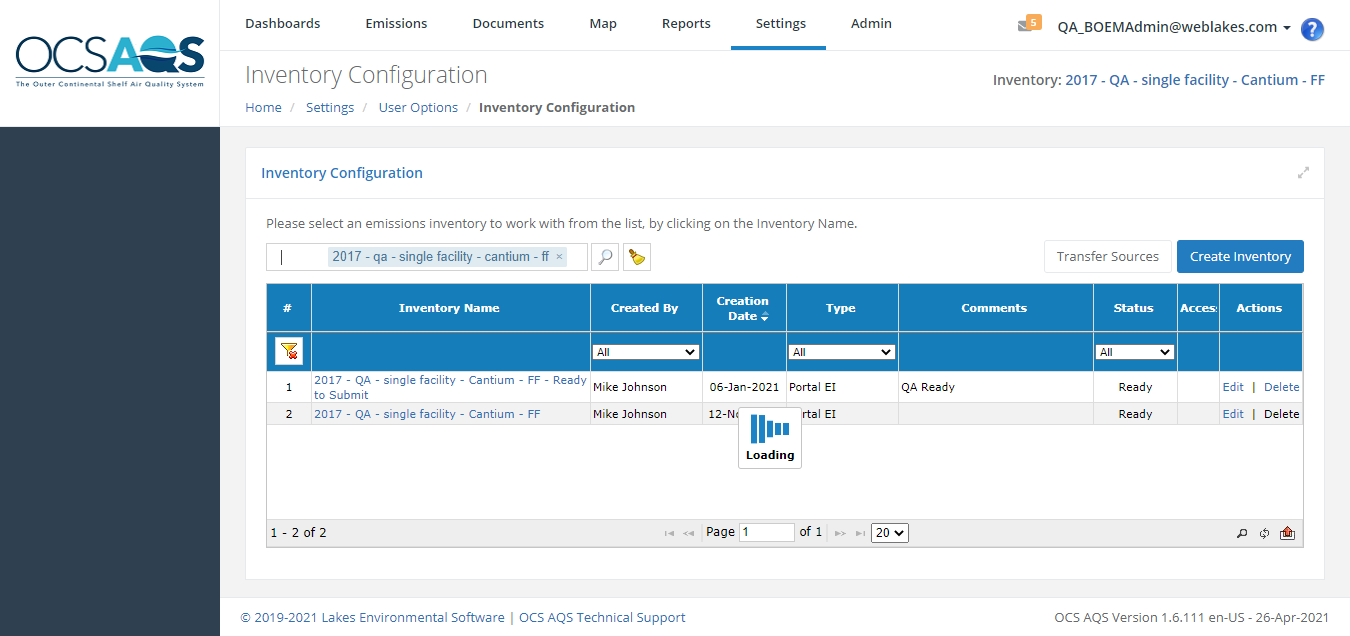 Dashboards Emissions Documents Map Reports Settings Admin 5 QA_BOEMAdmin@weblakes.com ?
OCSAQS
The Outer Continental Shelf Air Quality System
Inventory Configuration
Inventory: 2017 - QA - single facility - Cantium - FF
Home / Settings / User Options / Inventory Configuration
Inventory Configuration
Please select an emissions inventory to work with from the list, by clicking on the Inventory Name.
2017 - qa - single facility - cantium - ff × Transfer Sources Create Inventory
# Inventory Name Created By Creation Date Type Comments Status Acces Actions
All All All
1 2017 - QA - single facility - Cantium - FF - Ready to Submit Mike Johnson 06-Jan-2021 Portal EI QA Ready Ready Edit | Delete
2 2017 - QA - single facility - Cantium - FF Mike Johnson 12-No rtal EI Ready Edit | Delete
Loading
1 - 2 of 2 Page 1 of 1 20
© 2019-2021 Lakes Environmental Software | OCS AQS Technical Support OCS AQS Version 1.6.111 en-US - 26-Apr-2021